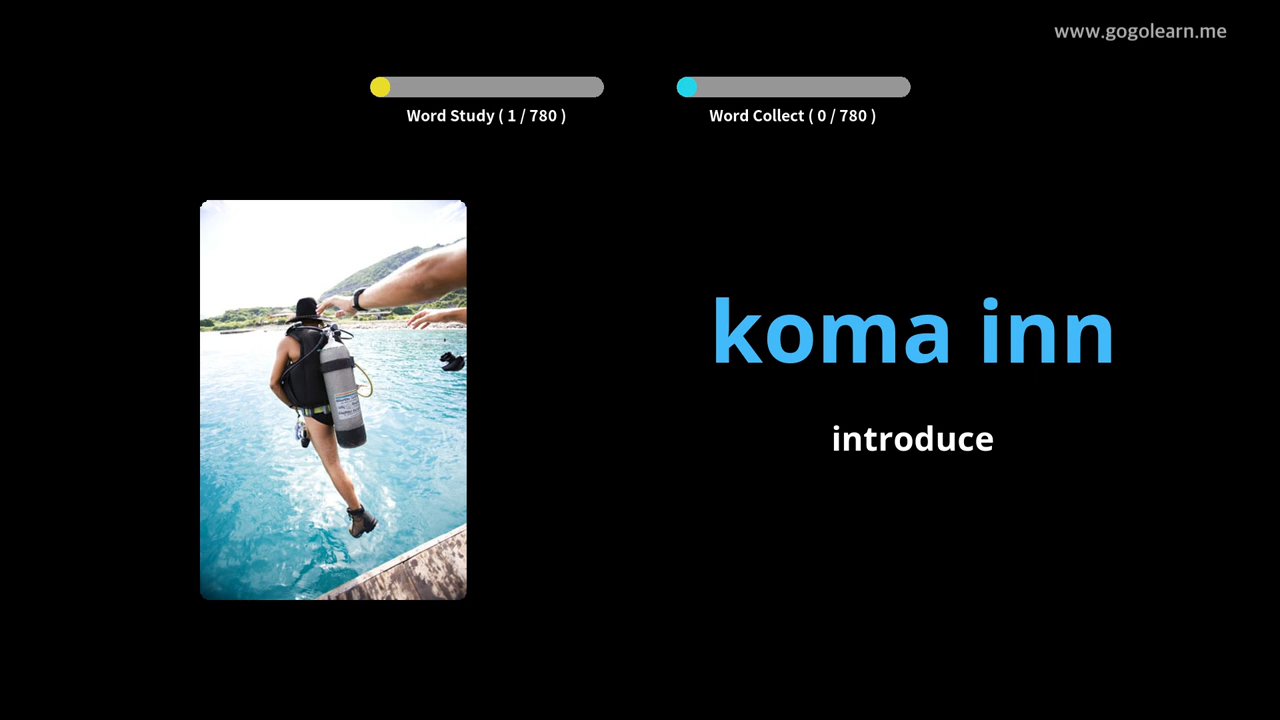 www.gogolearn.me
Word Study ( 1 / 780 )
Word Collect ( 0 / 780 )
koma inn
introduce